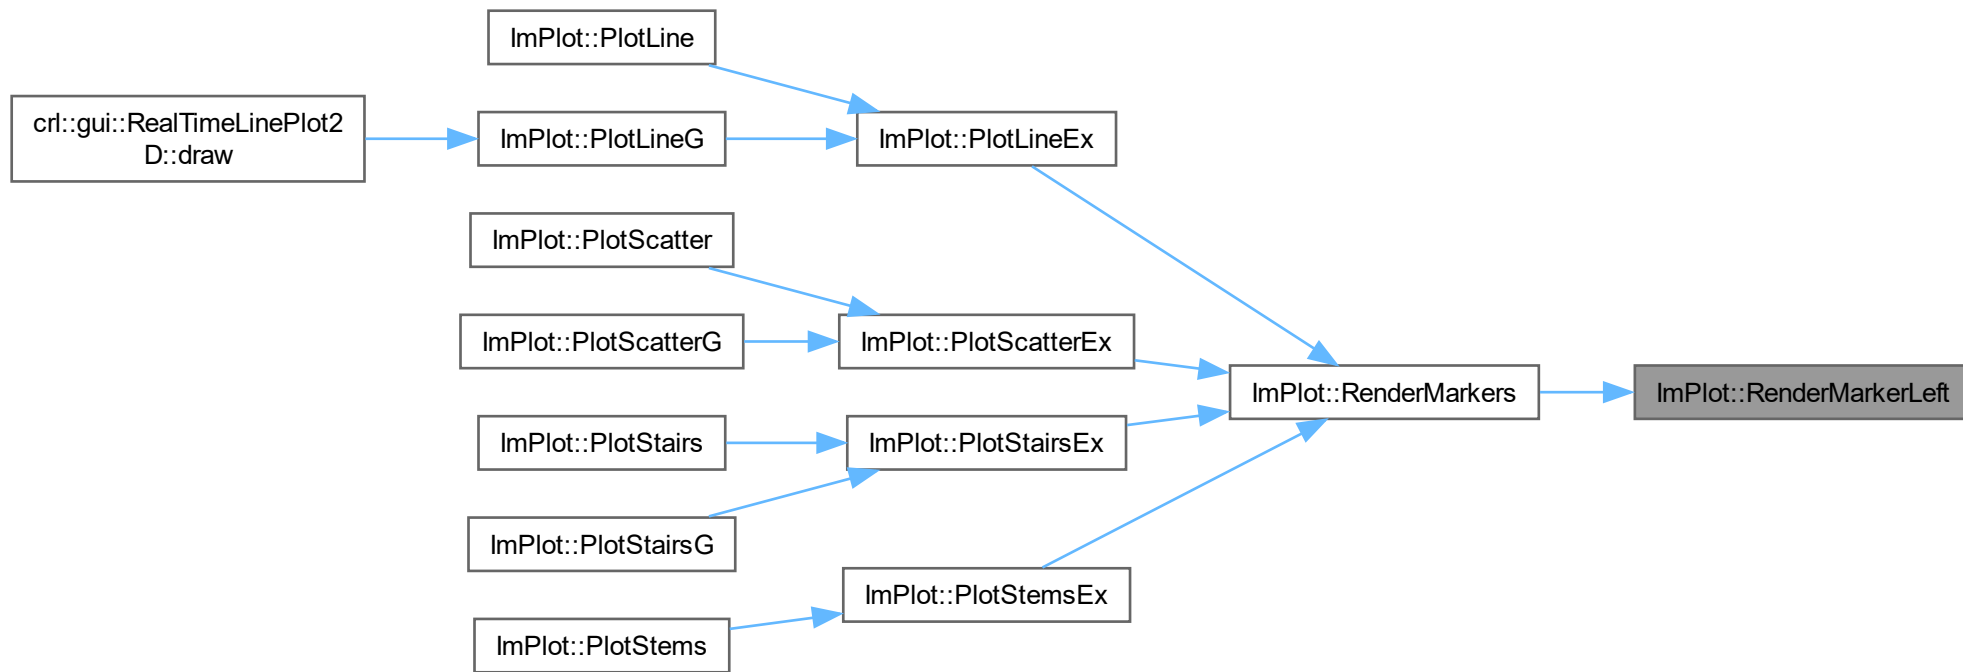 ImPlot::PlotLine
crl::gui::RealTimeLinePlot2
D::draw
ImPlot::PlotLineG
ImPlot::PlotLineEx
ImPlot::PlotScatter
ImPlot::PlotScatterG
ImPlot::PlotScatterEx
ImPlot::RenderMarkers
ImPlot::RenderMarkerLeft
ImPlot::PlotStairs
ImPlot::PlotStairsEx
ImPlot::PlotStairsG
ImPlot::PlotStemsEx
ImPlot::PlotStems